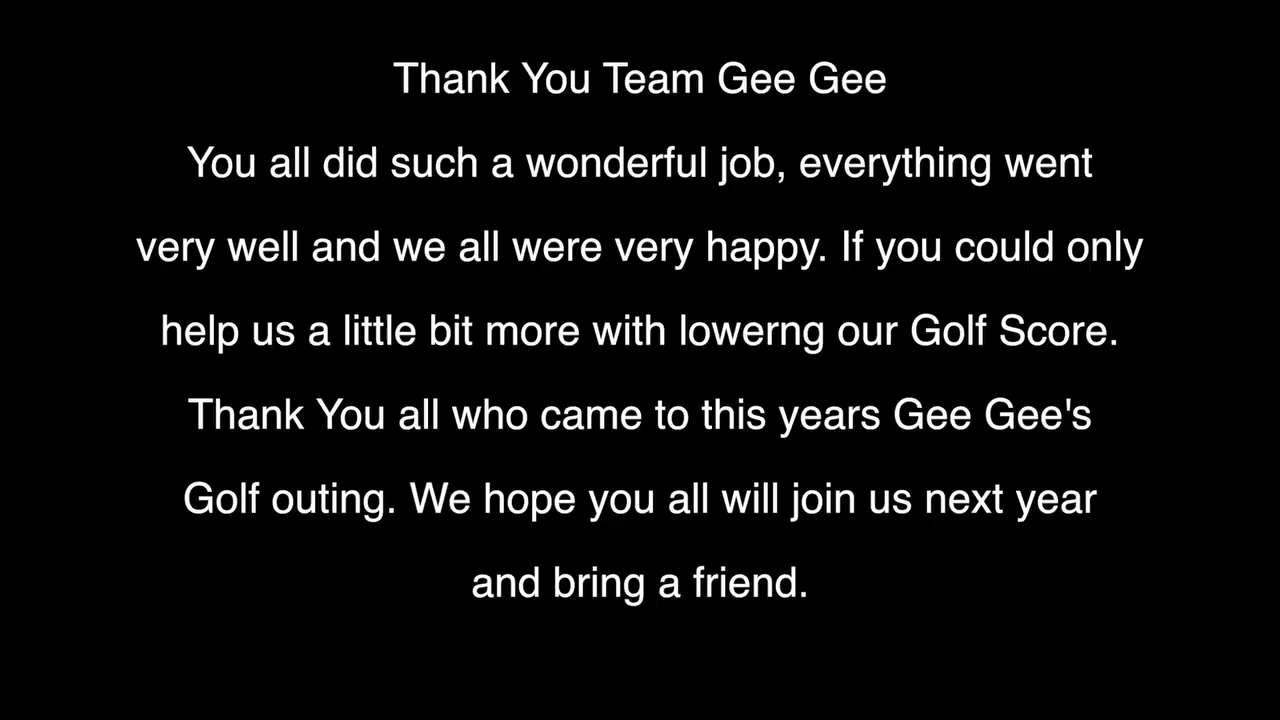 Thank You Team Gee Gee
You all did such a wonderful job, everything went
very well and we all were very happy. If you could only
help us a little bit more with lowerng our Golf Score.
Thank You all who came to this years Gee Gee's
Golf outing. We hope you all will join us next year
and bring a friend.